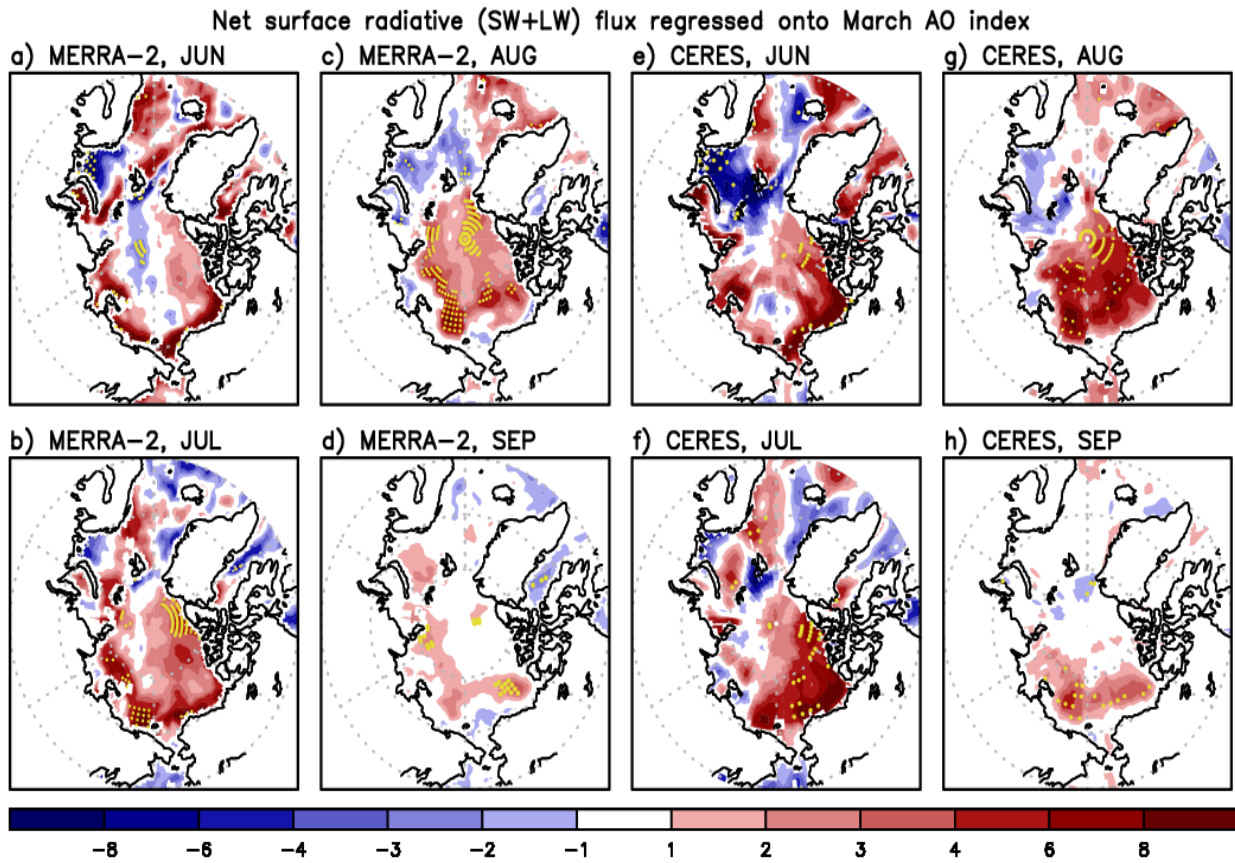 Net surface radiative (SW+LW) flux regressed onto March AO index
a) MERRA-2, JUN
c) MERRA-2, AUG
e) CERES, JUN
g) CERES, AUG
b) MERRA-2, JUL
d) MERRA-2, SEP
f) CERES, JUL
h) CERES, SEP
-8 -6 -4 -3 -2 -1 1 2 3 4 6 8